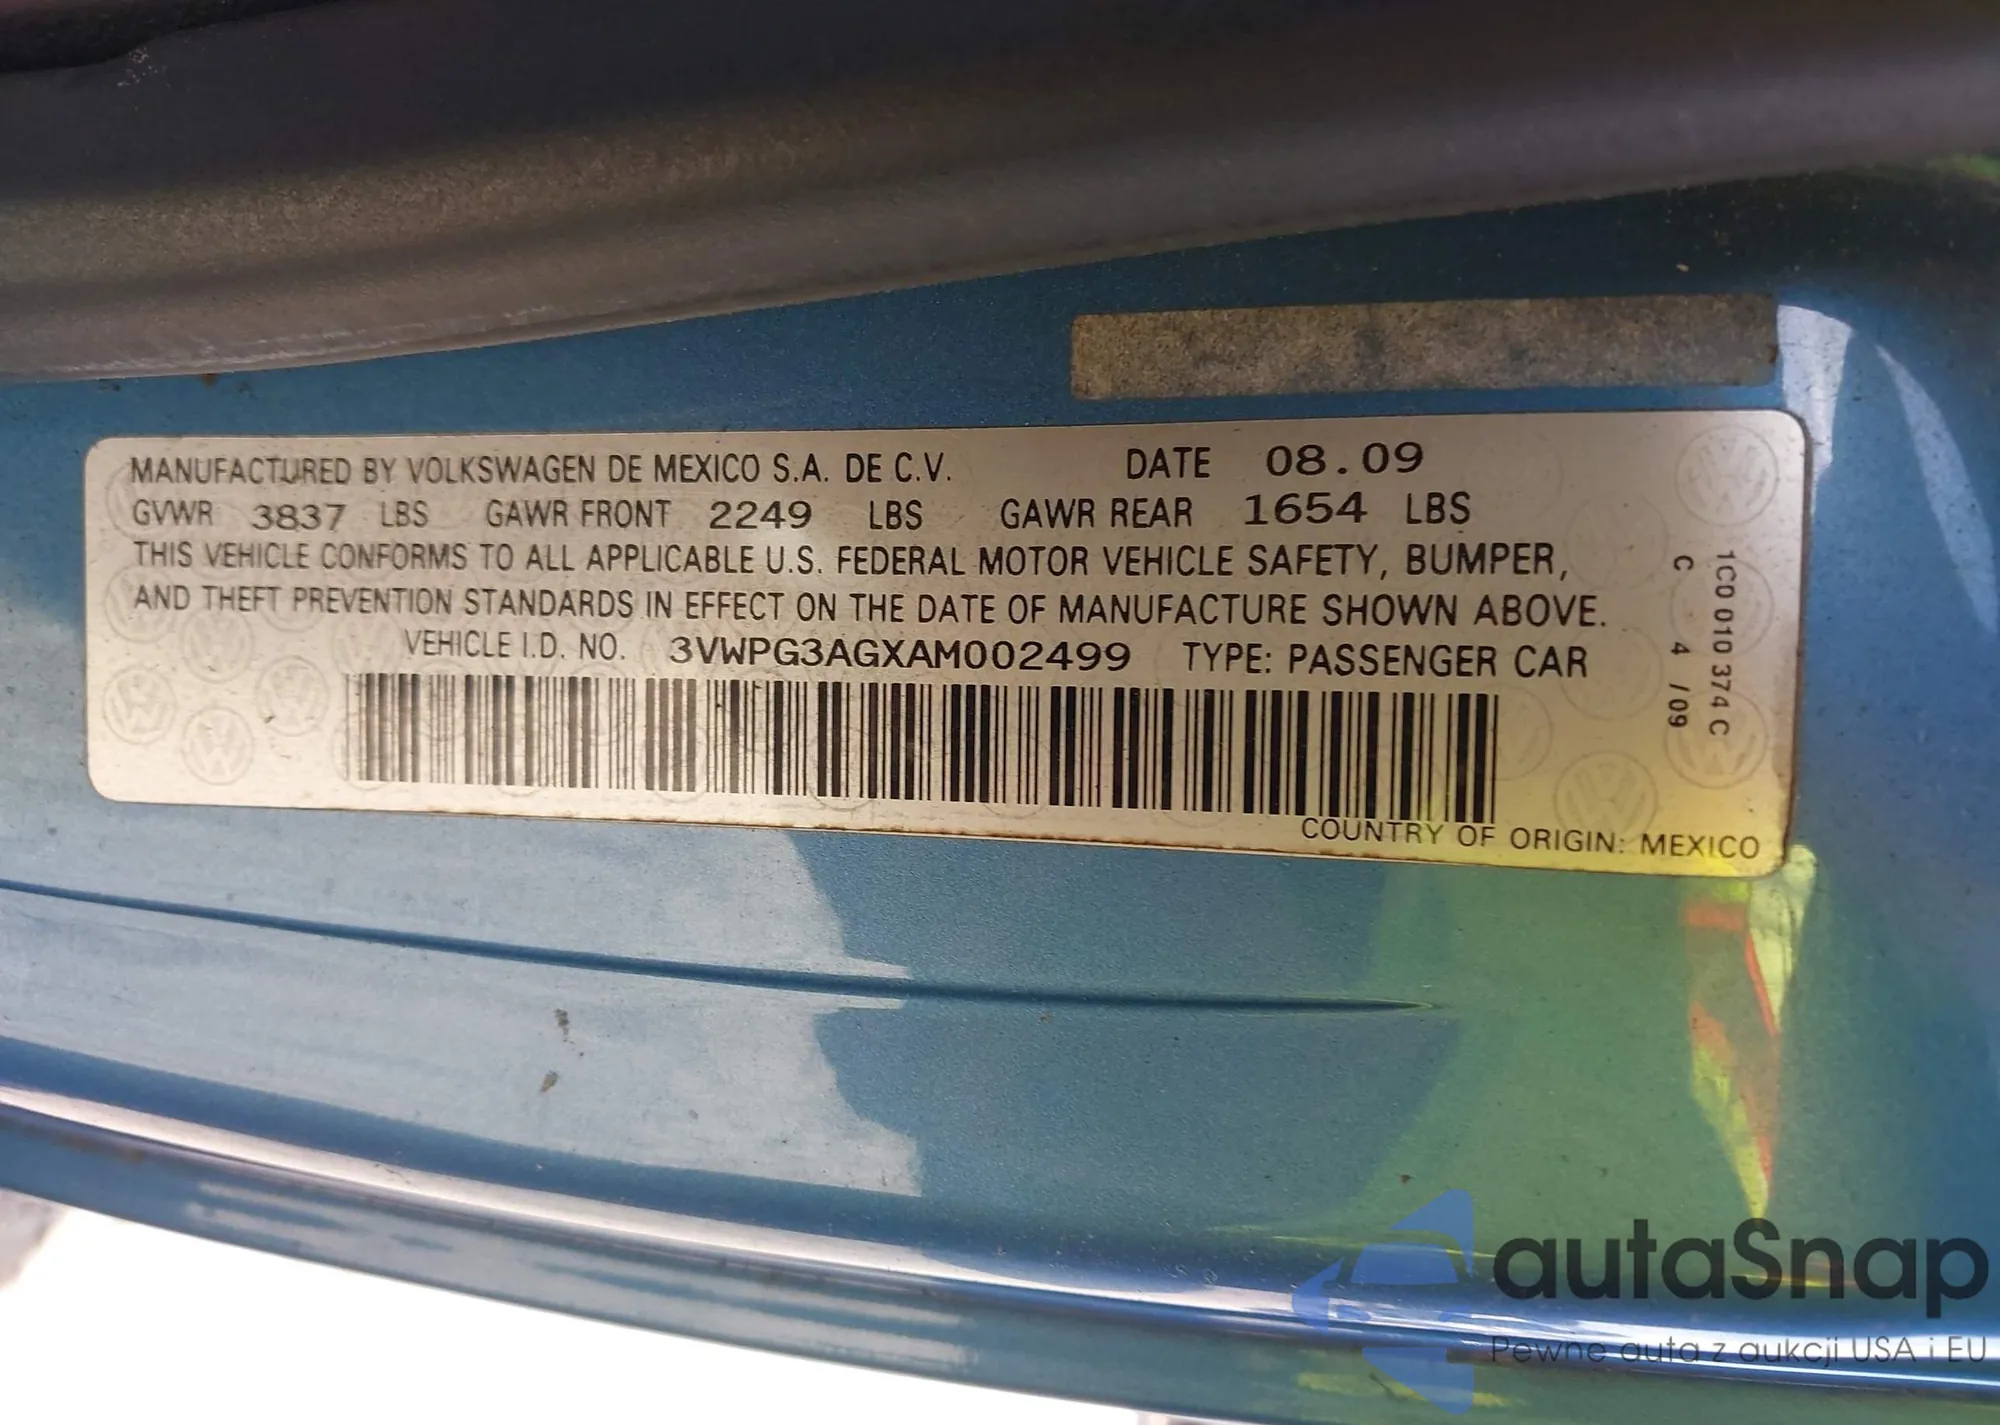 MANUFACTURED BY VOLKSWAGEN DE MEXICO S.A. DE C.V. DATE 08.09
GVWR 3837 LBS GAWR FRONT 2249 LBS GAWR REAR 1654 LBS
THIS VEHICLE CONFORMS TO ALL APPLICABLE U.S. FEDERAL MOTOR VEHICLE SAFETY, BUMPER,
AND THEFT PREVENTION STANDARDS IN EFFECT ON THE DATE OF MANUFACTURE SHOWN ABOVE.
VEHICLE I.D. NO. 3VWPG3AGXAM002499 TYPE: PASSENGER CAR
COUNTRY OF ORIGIN: MEXICO
1C0 010 374 C
C 4 /09
autaSnap
Pewne auta z aukcji USA i EU